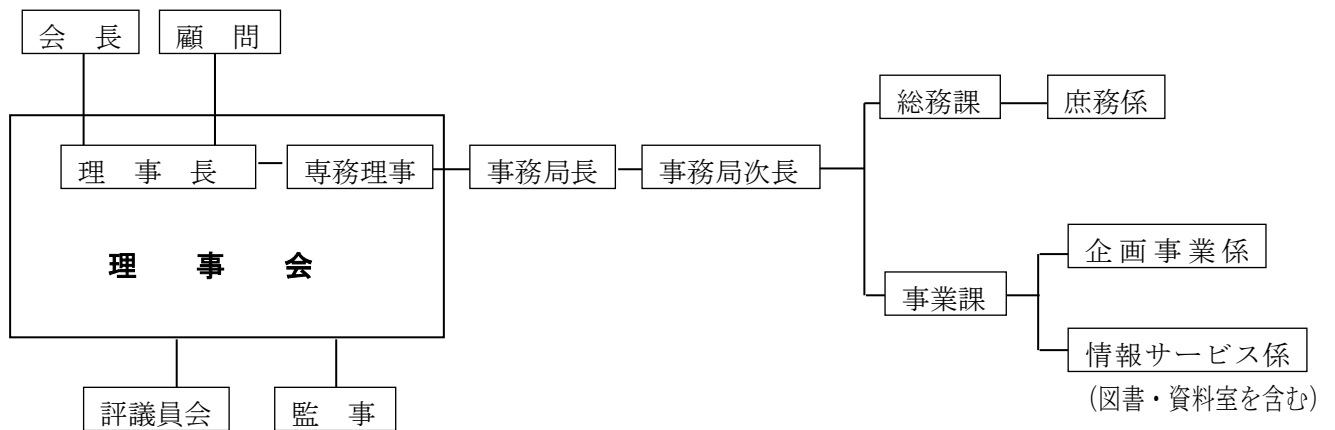 会　長
顧　問
総務課
庶務係
理　事　長
専務理事
事務局長
事務局次長
理　事　会
企画事業係
事業課
情報サービス係
(図書・資料室を含む)
評議員会
監　事